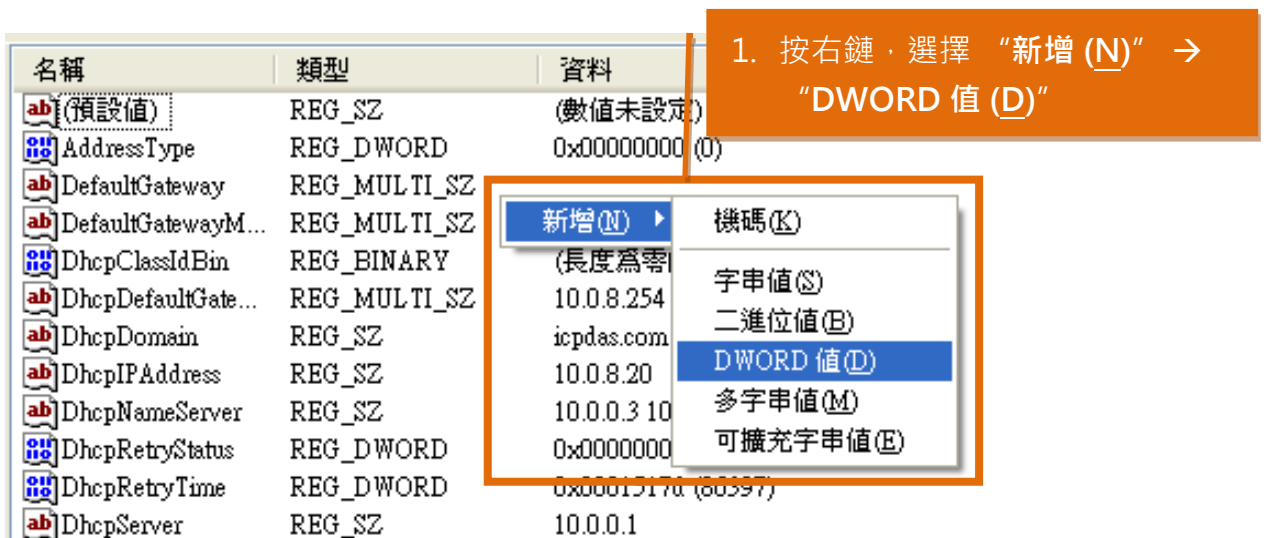 1. 按右鏈，選擇 “新增 (N)” →
“DWORD 值 (D)”
名稱 類型 資料
(預設值) REG_SZ (數值未設定)
AddressType REG_DWORD 0x00000000 (0)
DefaultGateway REG_MULTI_SZ
DefaultGatewayM... REG_MULTI_SZ
DhcpClassIdBin REG_BINARY (長度為零
DhcpDefaultGate... REG_MULTI_SZ 10.0.8.254
DhcpDomain REG_SZ icpdas.com
DhcpIPAddress REG_SZ 10.0.8.20
DhcpNameServer REG_SZ 10.0.0.3 10
DhcpRetryStatus REG_DWORD 0x0000000
DhcpRetryTime REG_DWORD (86397)
DhcpServer REG_SZ 10.0.0.1
新增(N)
機碼(K)
字串值(S)
二進位值(B)
DWORD 值(D)
多字串值(M)
可擴充字串值(E)